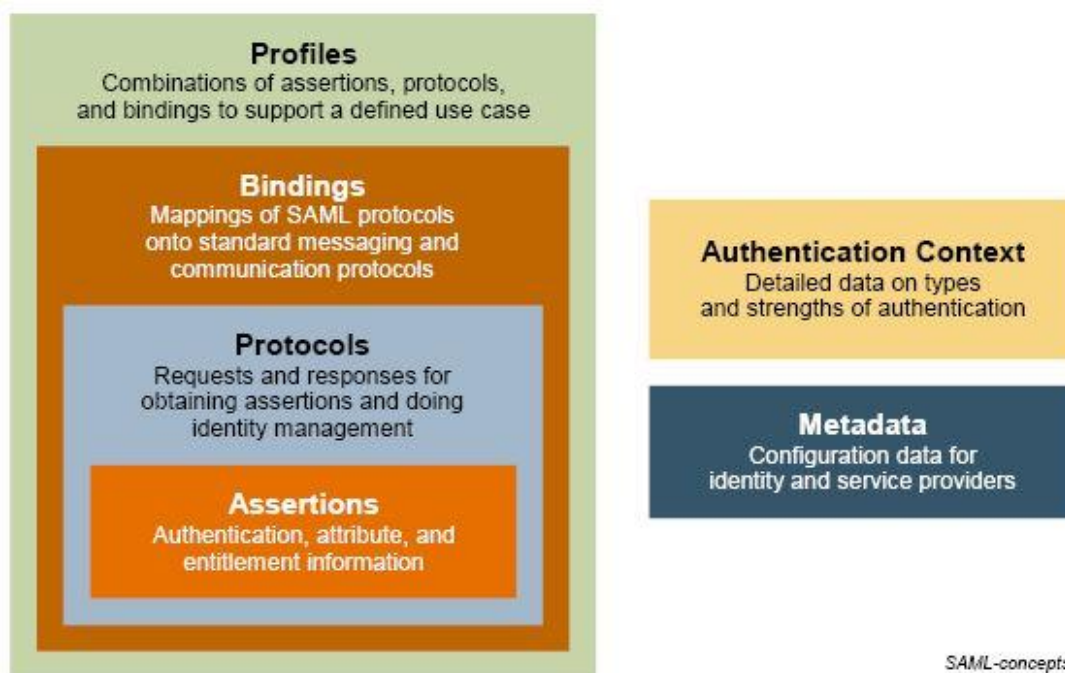 Profiles
Combinations of assertions, protocols,
and bindings to support a defined use case
Bindings
Mappings of SAML protocols
onto standard messaging and
communication protocols
Protocols
Requests and responses for
obtaining assertions and doing
identity management
Assertions
Authentication, attribute, and
entitlement information
Authentication Context
Detailed data on types
and strengths of authentication
Metadata
Configuration data for
identity and service providers
SAML-concepts